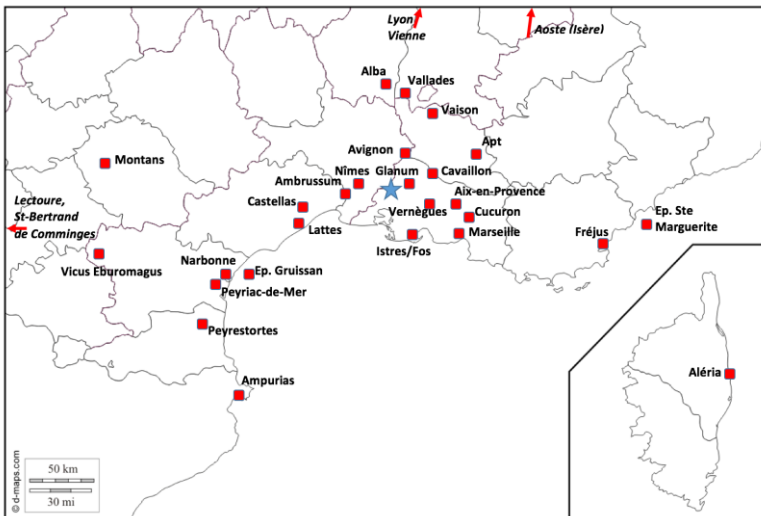 Lyon
Vienne
Aoste (Isère)
Alba
Vallades
Vaison
Montans
Avignon
Apt
Nîmes
Glanum
Cavaillon
Ambrussum
Aix-en-Provence
Lectoure,
St-Bertrand
de Comminges
Castellas
Vernègues
Cucuron
Lattes
Marseille
Fréjus
Ep. Ste
Marguerite
Istres/Fos
Vicus Eburomagus
Narbonne
Ep. Gruissan
Peyriac-de-Mer
Peyrestortes
Ampurias
Aléria
50 km
30 mi
© d-maps.com